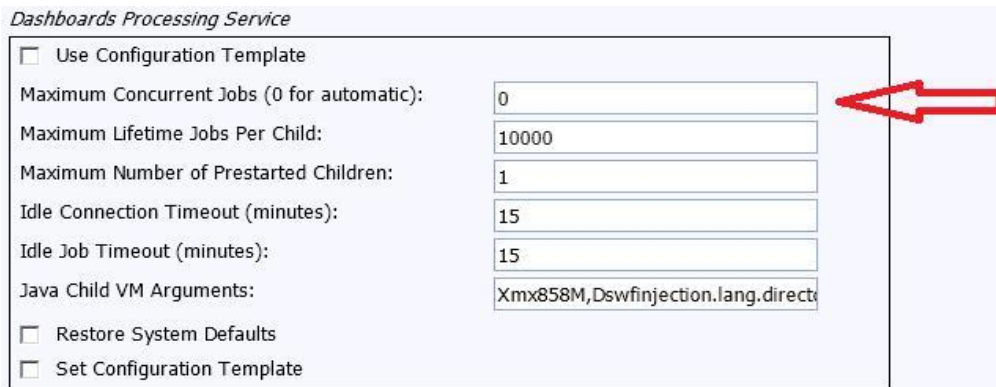 Dashboards Processing Service
Use Configuration Template
Maximum Concurrent Jobs (0 for automatic): 0
Maximum Lifetime Jobs Per Child: 10000
Maximum Number of Prestarted Children: 1
Idle Connection Timeout (minutes): 15
Idle Job Timeout (minutes): 15
Java Child VM Arguments: Xmx858M,Dswfinjection.lang.directo
Restore System Defaults
Set Configuration Template